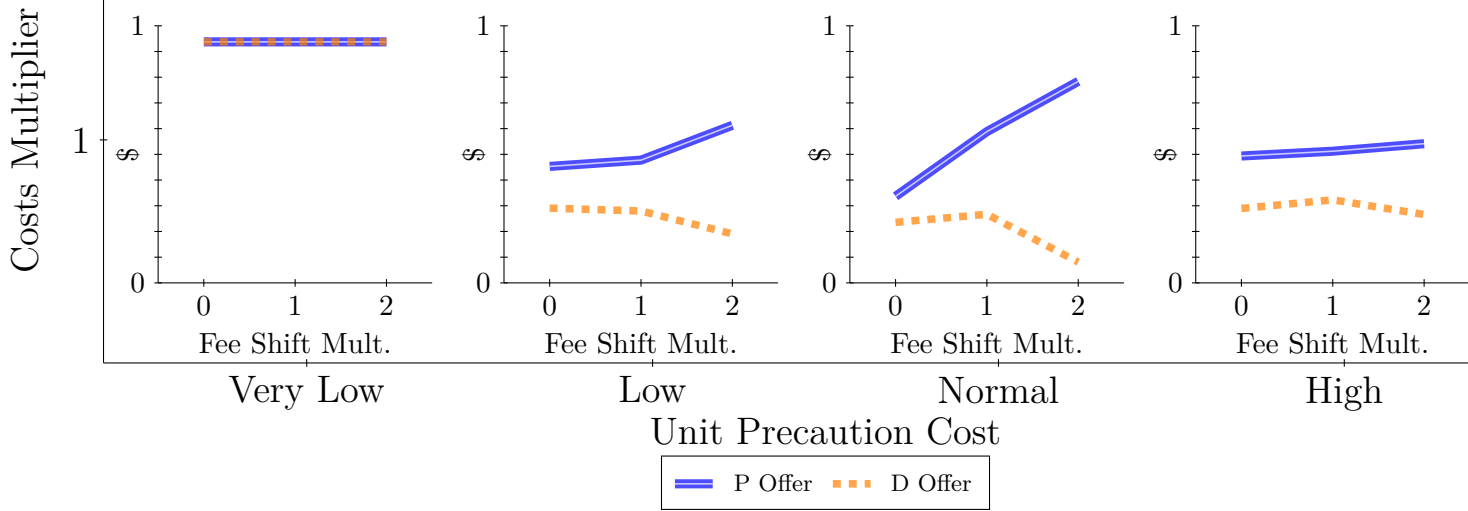 Costs Multiplier
1
1
$
0
0 1 2
Fee Shift Mult.
1
$
0
0 1 2
Fee Shift Mult.
1
$
0
0 1 2
Fee Shift Mult.
1
$
0
0 1 2
Fee Shift Mult.
Very Low
Low
Normal
High
Unit Precaution Cost
P Offer
D Offer